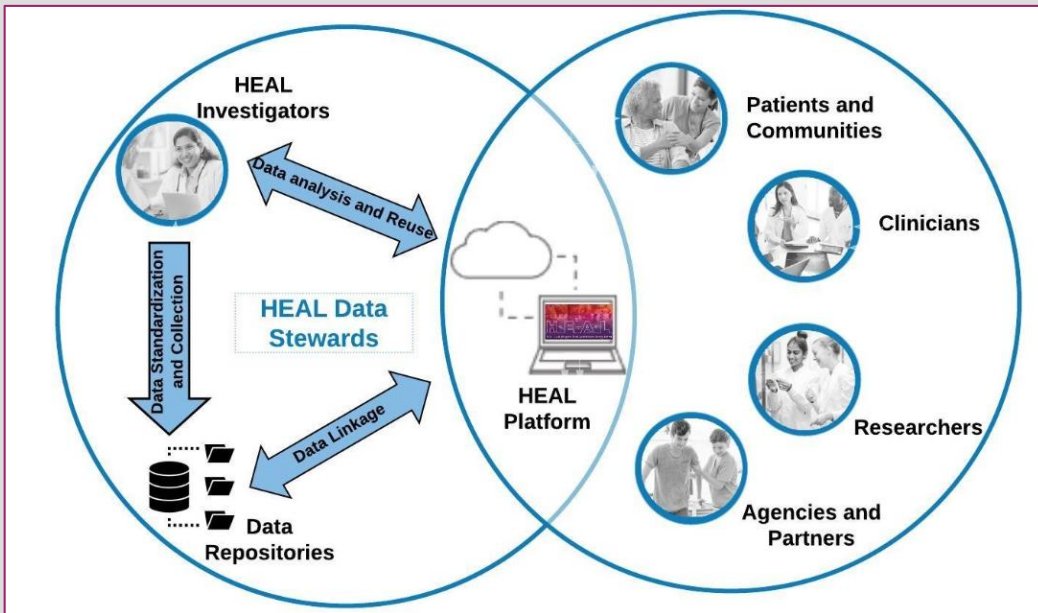 HEAL
Investigators
Data analysis and Reuse
Data Standardization
and Collection
HEAL Data
Stewards
Data Linkage
Data
Repositories
H·E·A·L
HEAL
Platform
Patients and
Communities
Clinicians
Researchers
Agencies and
Partners